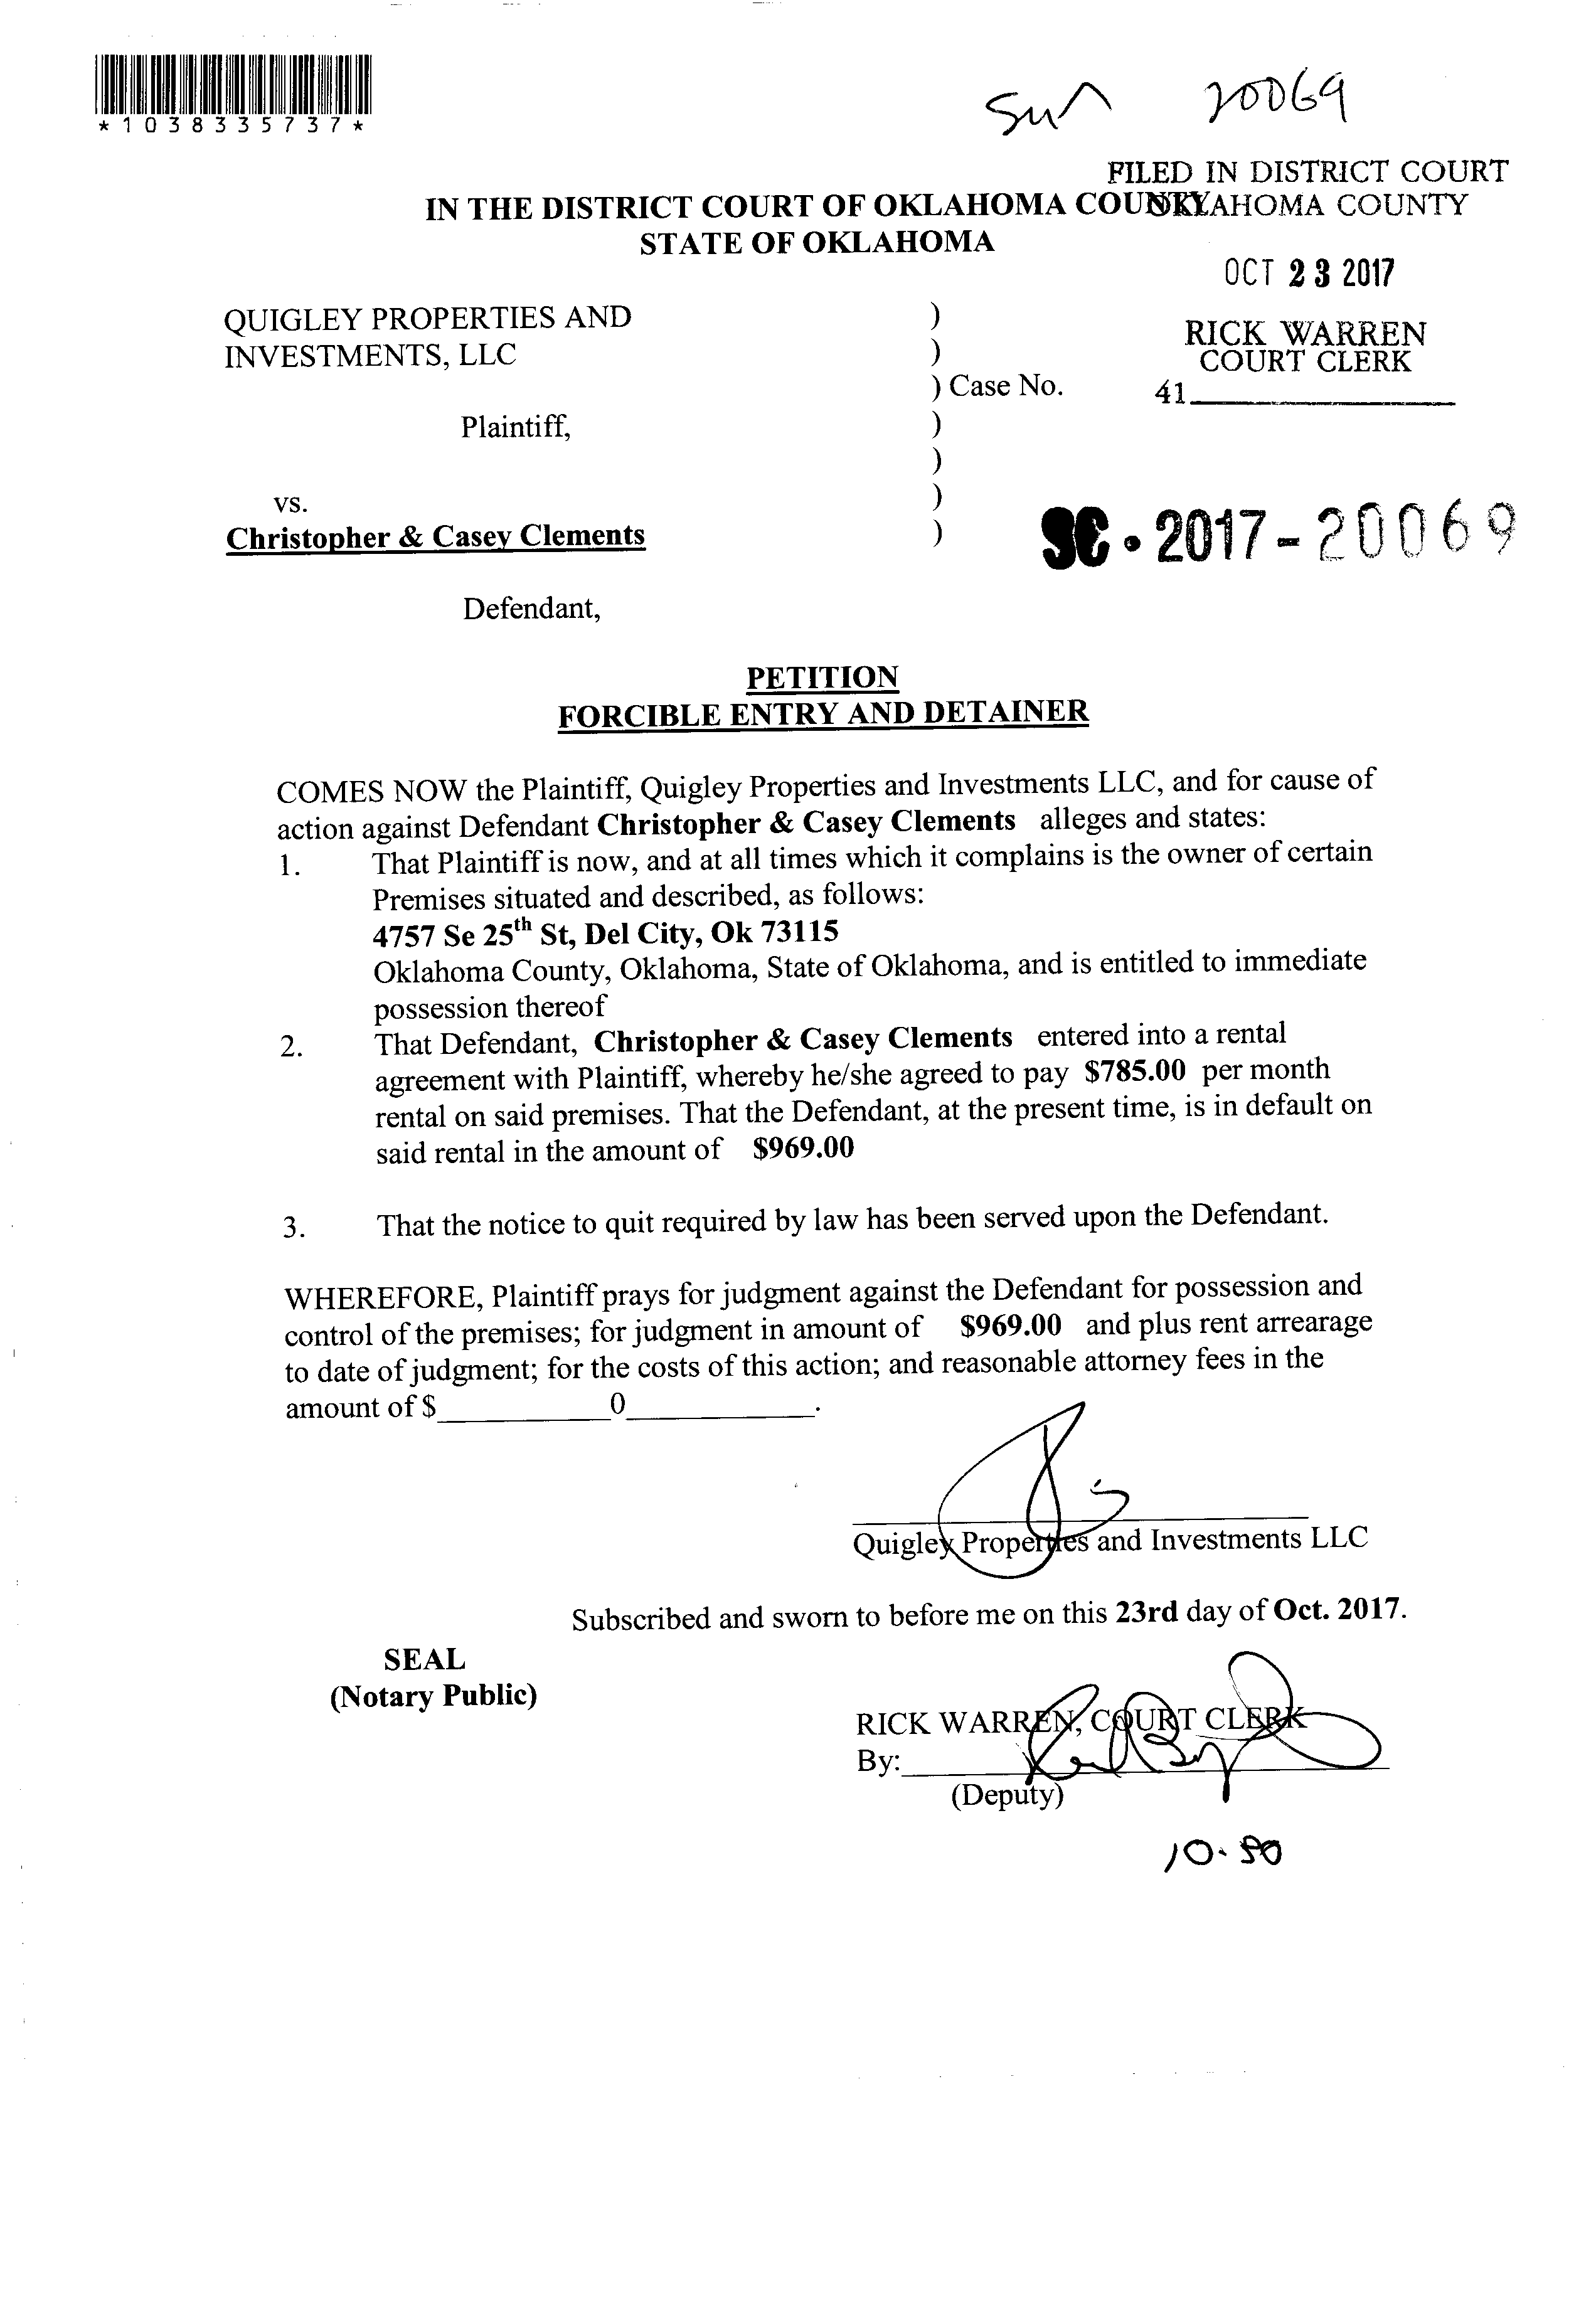 *1038335737*
Sur 20069
FILED IN DISTRICT COURT
OKLAHOMA COUNTY
IN THE DISTRICT COURT OF OKLAHOMA COUNTY
STATE OF OKLAHOMA
OCT 23 2017
QUIGLEY PROPERTIES AND )
INVESTMENTS, LLC )
RICK WARREN
COURT CLERK
) Case No.
41
Plaintiff, )
)
vs. )
Christopher & Casey Clements )
SC-2017-20069
Defendant,
PETITION
FORCIBLE ENTRY AND DETAINER
COMES NOW the Plaintiff, Quigley Properties and Investments LLC, and for cause of
action against Defendant Christopher & Casey Clements alleges and states:
1. That Plaintiff is now, and at all times which it complains is the owner of certain
Premises situated and described, as follows:
4757 Se 25th St, Del City, Ok 73115
Oklahoma County, Oklahoma, State of Oklahoma, and is entitled to immediate
possession thereof
2. That Defendant, Christopher & Casey Clements entered into a rental
agreement with Plaintiff, whereby he/she agreed to pay $785.00 per month
rental on said premises. That the Defendant, at the present time, is in default on
said rental in the amount of $969.00
3. That the notice to quit required by law has been served upon the Defendant.
WHEREFORE, Plaintiff prays for judgment against the Defendant for possession and
control of the premises; for judgment in amount of $969.00 and plus rent arrearage
to date of judgment; for the costs of this action; and reasonable attorney fees in the
amount of $____________0_____________.
Quigley Properties and Investments LLC
Subscribed and sworn to before me on this 23rd day of Oct. 2017.
SEAL
(Notary Public)
RICK WARREN, COURT CLERK
By:
(Deputy)